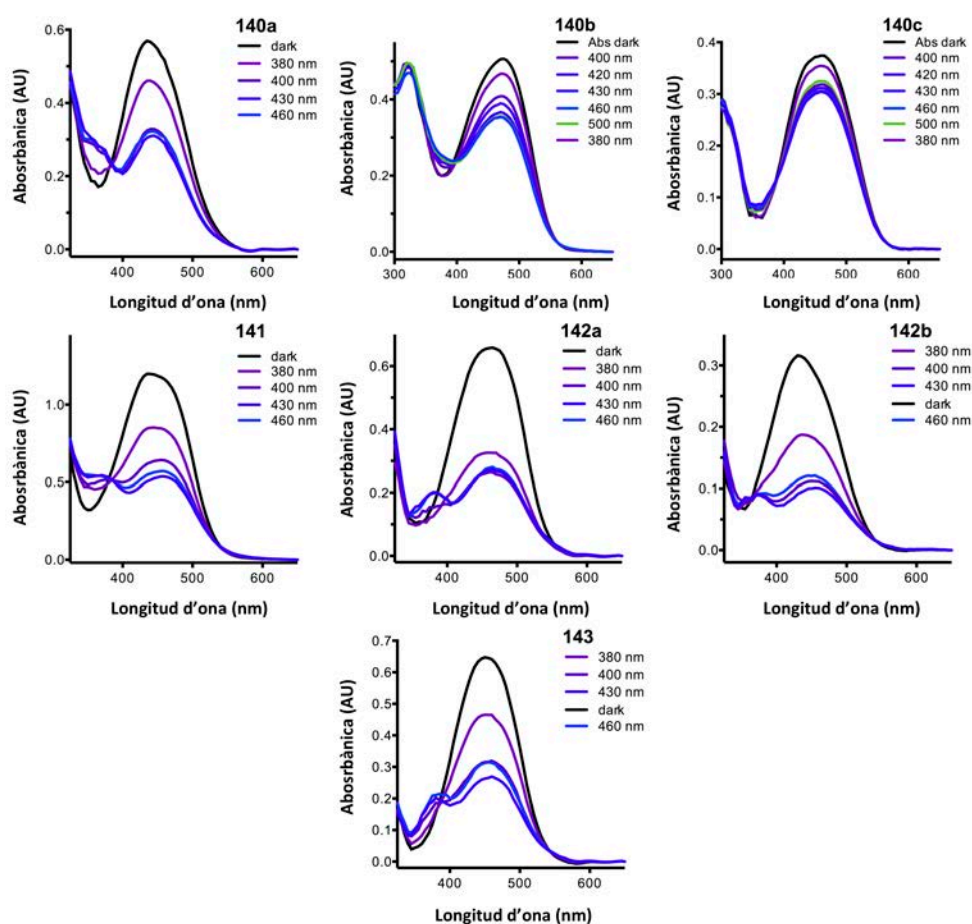 140a
dark
380 nm
400 nm
430 nm
460 nm
Abosrbànica (AU)
0.6
0.4
0.2
0.0
400 500 600
Longitud d'ona (nm)
140b
Abs dark
400 nm
420 nm
430 nm
460 nm
500 nm
380 nm
Abosrbànica (AU)
0.4
0.2
0.0
300 400 500 600
Longitud d'ona (nm)
140c
Abs dark
400 nm
420 nm
430 nm
460 nm
500 nm
380 nm
Abosrbànica (AU)
0.4
0.3
0.2
0.1
0.0
300 400 500 600
Longitud d'ona (nm)
141
dark
380 nm
400 nm
430 nm
460 nm
Abosrbànica (AU)
1.0
0.5
0.0
400 500 600
Longitud d'ona (nm)
142a
dark
380 nm
400 nm
430 nm
460 nm
Abosrbànica (AU)
0.6
0.4
0.2
0.0
400 500 600
Longitud d'ona (nm)
142b
380 nm
400 nm
430 nm
dark
460 nm
Abosrbànica (AU)
0.3
0.2
0.1
0.0
400 500 600
Longitud d'ona (nm)
143
380 nm
400 nm
430 nm
dark
460 nm
Abosrbànica (AU)
0.7
0.6
0.5
0.4
0.3
0.2
0.1
0.0
400 500 600
Longitud d'ona (nm)